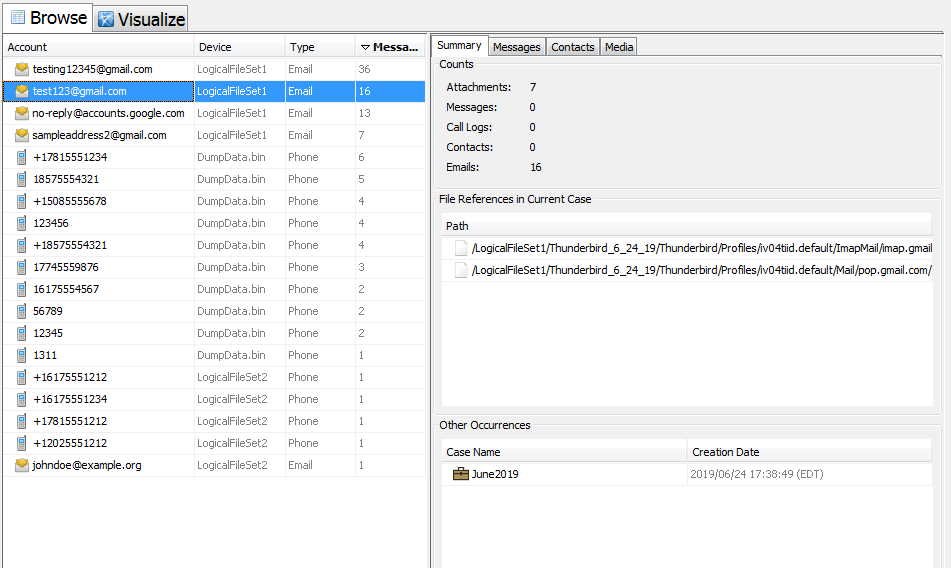 Browse Visualize
Account Device Type Messa...
testing12345@gmail.com LogicalFileSet1 Email 36
test123@gmail.com LogicalFileSet1 Email 16
no-reply@accounts.google.com LogicalFileSet1 Email 13
sampleaddress2@gmail.com LogicalFileSet1 Email 7
+17815551234 DumpData.bin Phone 6
18575554321 DumpData.bin Phone 5
+15085555678 DumpData.bin Phone 4
123456 DumpData.bin Phone 4
+18575554321 DumpData.bin Phone 4
17745559876 DumpData.bin Phone 3
16175554567 DumpData.bin Phone 2
56789 DumpData.bin Phone 2
12345 DumpData.bin Phone 2
1311 DumpData.bin Phone 1
+16175551212 LogicalFileSet2 Phone 1
+16175551234 LogicalFileSet2 Phone 1
+17815551212 LogicalFileSet2 Phone 1
+12025551212 LogicalFileSet2 Phone 1
johndoe@example.org LogicalFileSet2 Email 1
Summary Messages Contacts Media
Counts
Attachments: 7
Messages: 0
Call Logs: 0
Contacts: 0
Emails: 16
File References in Current Case
Path
/LogicalFileSet1/Thunderbird_6_24_19/Thunderbird/Profiles/iv04tiid.default/ImapMail/imap.gmail
/LogicalFileSet1/Thunderbird_6_24_19/Thunderbird/Profiles/iv04tiid.default/Mail/pop.gmail.com/
Other Occurrences
Case Name Creation Date
June2019 2019/06/24 17:38:49 (EDT)